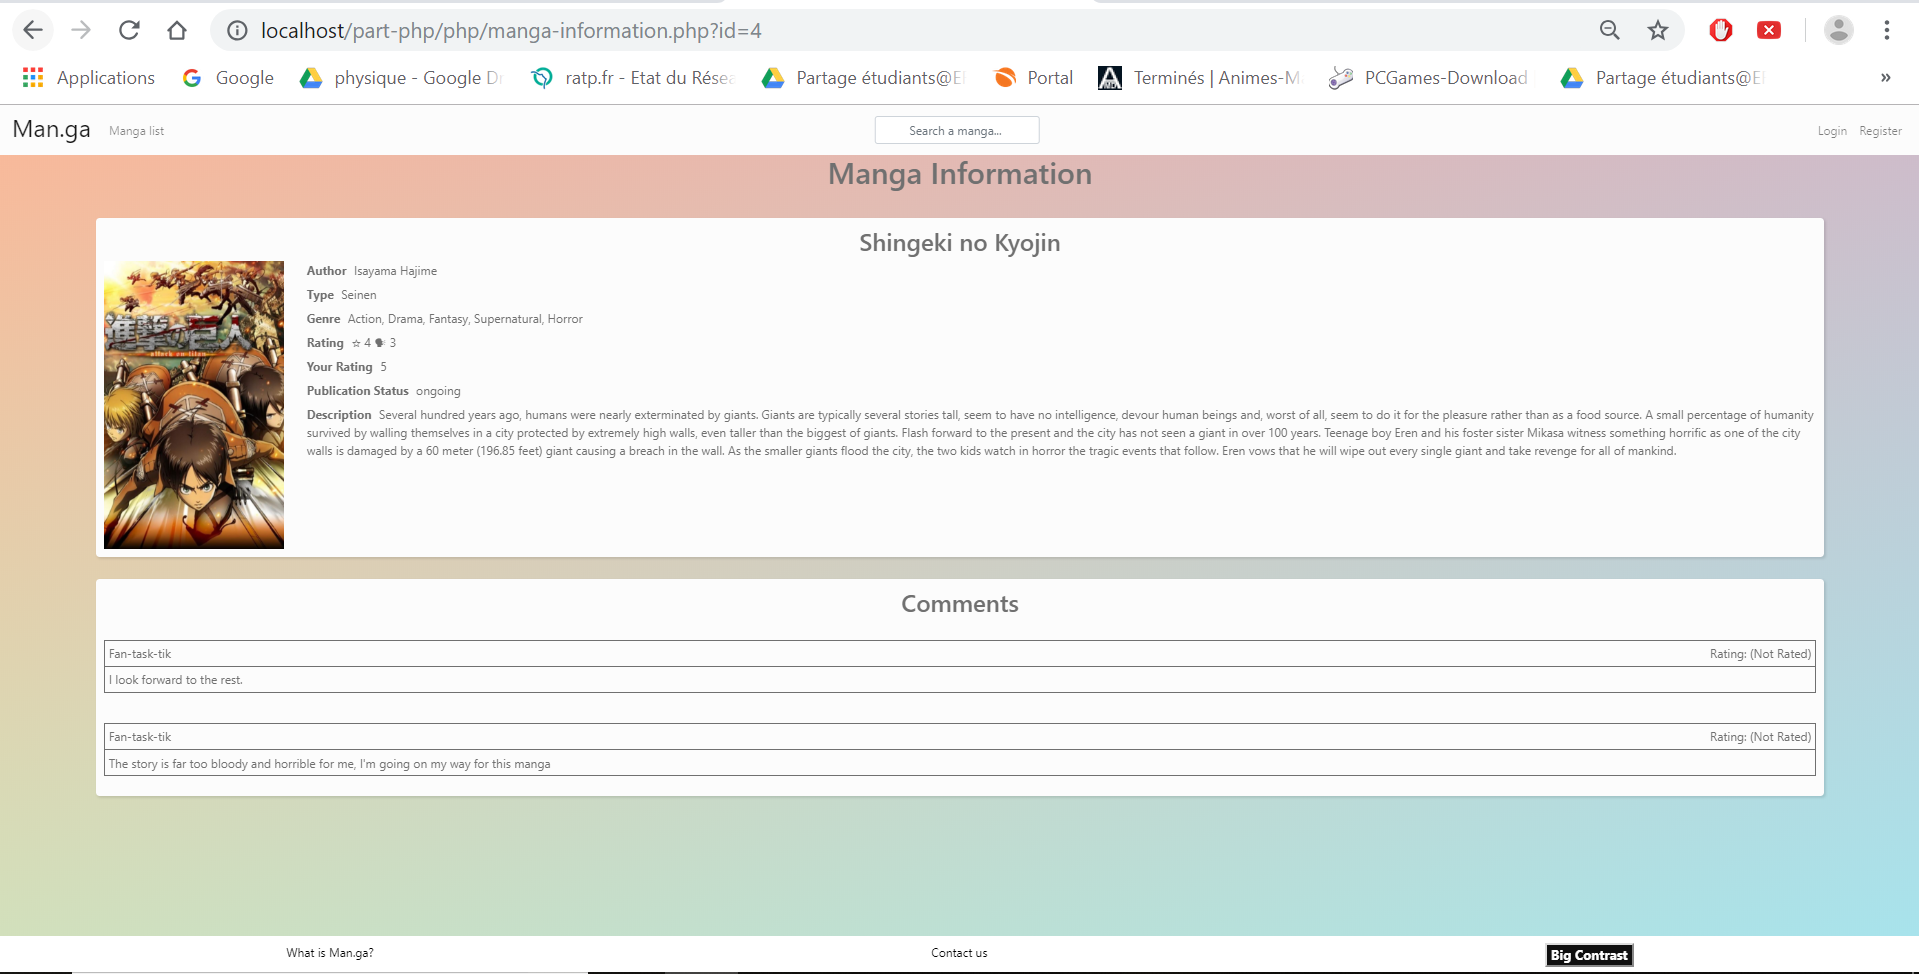 localhost/part-php/php/manga-information.php?id=4
Applications Google physique - Google Dr ratp.fr - Etat du Résea Partage étudiants@E Portal Terminés | Animes-M PCGames-Download Partage étudiants@E »
Man.ga Manga list Search a manga... Login Register
Manga Information
Shingeki no Kyojin
進撃の巨人
attack on titan
Author Isayama Hajime
Type Seinen
Genre Action, Drama, Fantasy, Supernatural, Horror
Rating ☆ 4 🗣 3
Your Rating 5
Publication Status ongoing
Description Several hundred years ago, humans were nearly exterminated by giants. Giants are typically several stories tall, seem to have no intelligence, devour human beings and, worst of all, seem to do it for the pleasure rather than as a food source. A small percentage of humanity
survived by walling themselves in a city protected by extremely high walls, even taller than the biggest of giants. Flash forward to the present and the city has not seen a giant in over 100 years. Teenage boy Eren and his foster sister Mikasa witness something horrific as one of the city
walls is damaged by a 60 meter (196.85 feet) giant causing a breach in the wall. As the smaller giants flood the city, the two kids watch in horror the tragic events that follow. Eren vows that he will wipe out every single giant and take revenge for all of mankind.
Comments
Fan-task-tik Rating: (Not Rated)
I look forward to the rest.
Fan-task-tik Rating: (Not Rated)
The story is far too bloody and horrible for me, I'm going on my way for this manga
What is Man.ga? Contact us Big Contrast